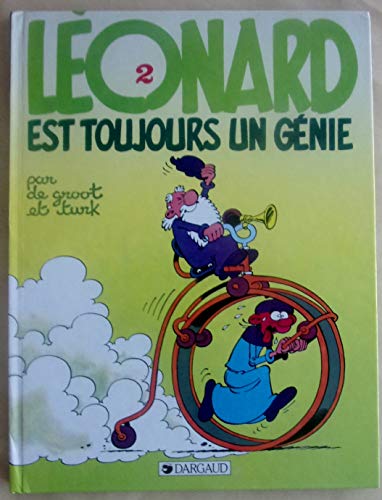 LÉONARD
2
EST TOUJOURS UN GÉNIE
par
de groot
et turk
DARGAUD